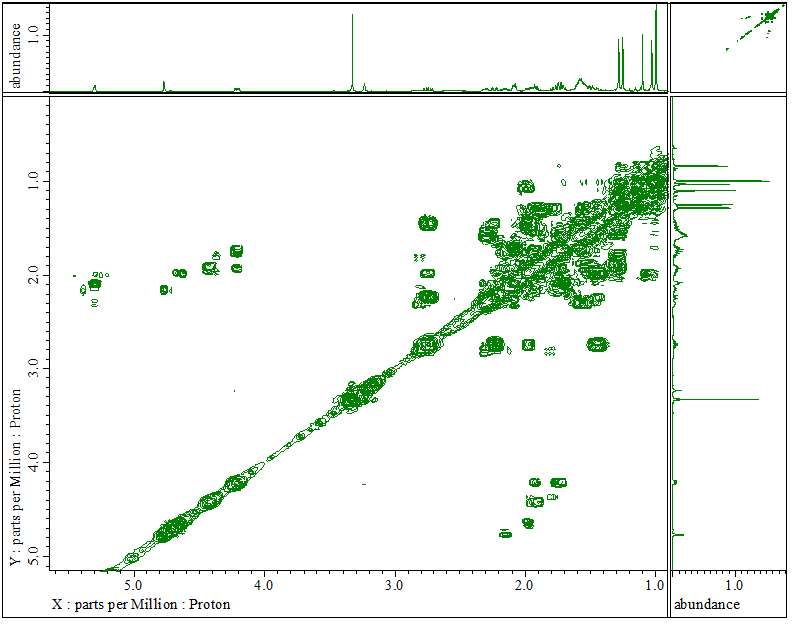 abundance
1.0
1.0
2.0
3.0
4.0
5.0
Y : parts per Million : Proton
5.0 4.0 3.0 2.0 1.0
X : parts per Million : Proton
1.0
abundance